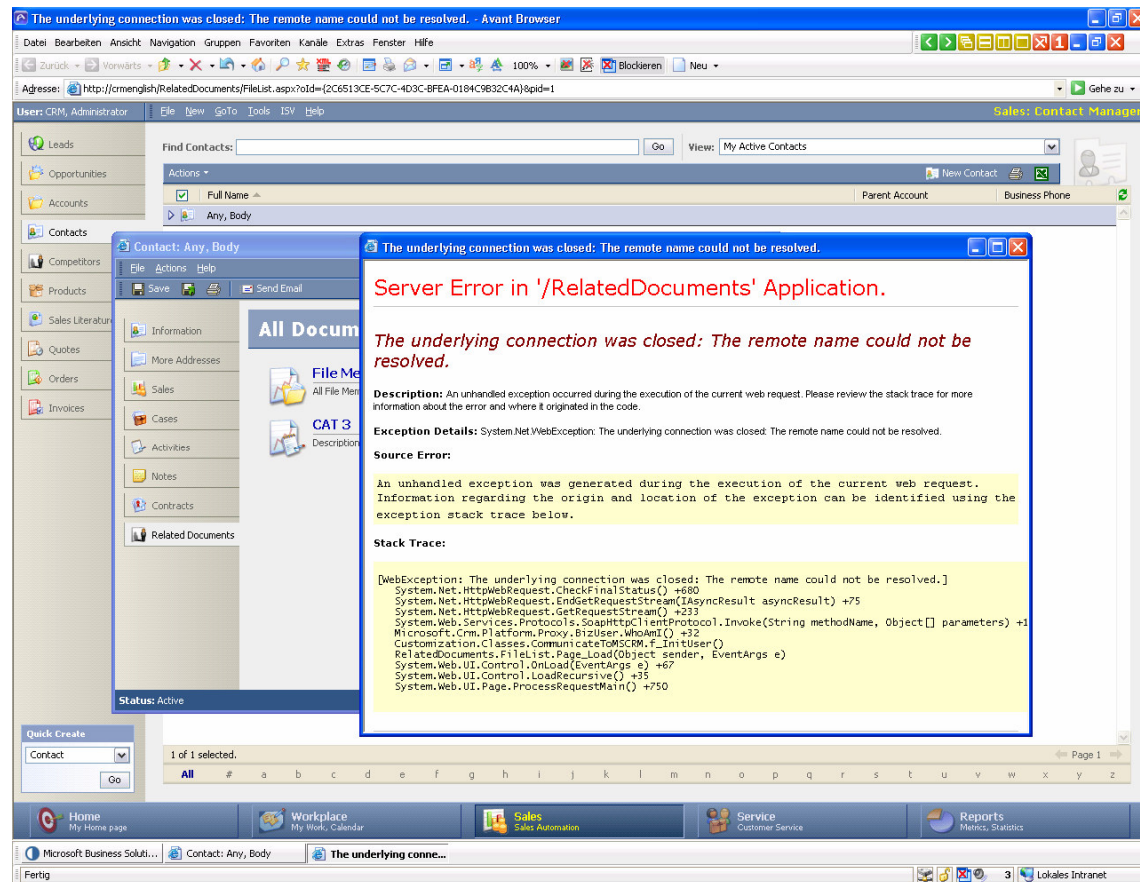 The underlying connection was closed: The remote name could not be resolved. - Avant Browser
Datei Bearbeiten Ansicht Navigation Gruppen Favoriten Kanäle Extras Fenster Hilfe
Zurück Vorwärts 100% Blockieren Neu
Adresse: http://crmenglish/RelatedDocuments/FileList.aspx?oId={2C6513CE-5C7C-4D3C-BFEA-0184C9B32C4A}&pid=1 Gehe zu
User: CRM, Administrator File New GoTo Tools ISV Help Sales: Contact Manager
Leads
Opportunities
Accounts
Contacts
Competitors
Products
Sales Literatur
Quotes
Orders
Invoices
Find Contacts: Go View: My Active Contacts
Actions New Contact
Full Name Parent Account Business Phone
Any, Body
Contact: Any, Body
File Actions Help
Save Send Email
Information
More Addresses
Sales
Cases
Activities
Notes
Contracts
Related Documents
All Docum
File Me
All File Mem
CAT 3
Description
Status: Active
The underlying connection was closed: The remote name could not be resolved.
Server Error in '/RelatedDocuments' Application.
The underlying connection was closed: The remote name could not be
resolved.
Description: An unhandled exception occurred during the execution of the current web request. Please review the stack trace for more
information about the error and where it originated in the code.
Exception Details: System.Net.WebException: The underlying connection was closed: The remote name could not be resolved.
Source Error:
An unhandled exception was generated during the execution of the current web request.
Information regarding the origin and location of the exception can be identified using the
exception stack trace below.
Stack Trace:
[WebException: The underlying connection was closed: The remote name could not be resolved.]
System.Net.HttpWebRequest.CheckFinalStatus() +680
System.Net.HttpWebRequest.EndGetRequestStream(IAsyncResult asyncResult) +75
System.Net.HttpWebRequest.GetRequestStream() +233
System.Web.Services.Protocols.SoapHttpClientProtocol.Invoke(String methodName, Object[] parameters) +1
Microsoft.Crm.Platform.Proxy.BizUser.WhoAmI() +32
Customization.Classes.CommunicateToMSCRM.f_InitUser()
RelatedDocuments.FileList.Page_Load(Object sender, EventArgs e)
System.Web.UI.Control.OnLoad(EventArgs e) +67
System.Web.UI.Control.LoadRecursive() +35
System.Web.UI.Page.ProcessRequestMain() +750
Quick Create
Contact
Go
1 of 1 selected. Page 1
All # a b c d e f g h i j k l m n o p q r s t u v w x y z
Home
My Home page
Workplace
My Work, Calendar
Sales
Sales Automation
Service
Customer Service
Reports
Metrics, Statistics
Microsoft Business Soluti... Contact: Any, Body The underlying conne...
Fertig 3 Lokales Intranet